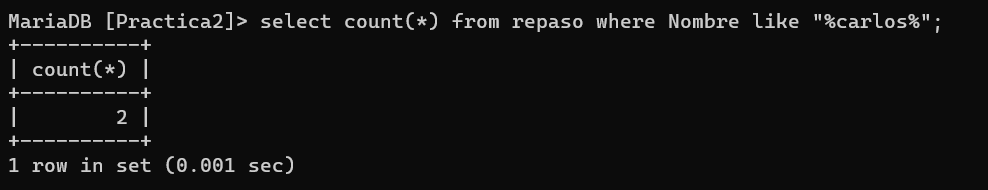 MariaDB [Practica2]> select count(*) from repaso where Nombre like "%carlos%";
+----------+
| count(*) |
+----------+
|        2 |
+----------+
1 row in set (0.001 sec)